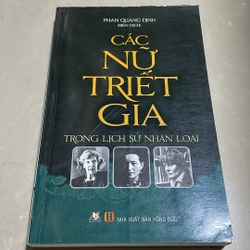 PHAN QUANG ĐỊNH
BIÊN DỊCH
CÁC
NỮ
TRIẾT
GIA
TRONG LỊCH SỬ NHÂN LOẠI
NHÀ XUẤT BẢN HỒNG ĐỨC